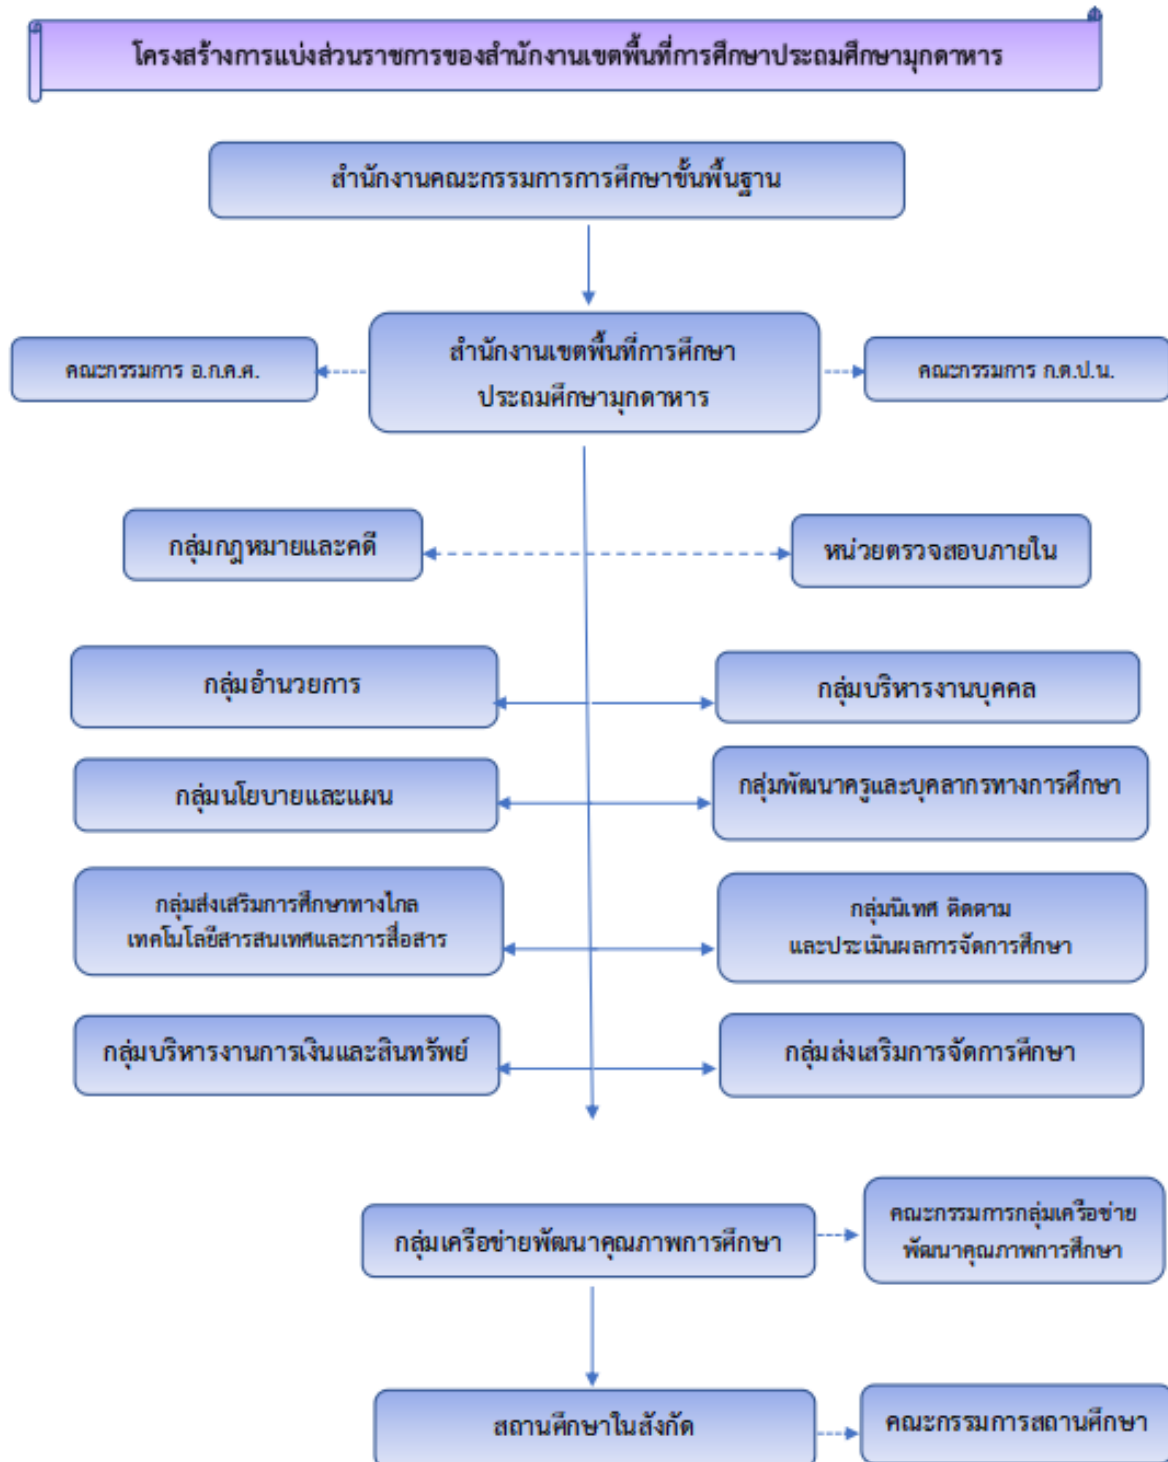 โครงสร้างการแบ่งส่วนราชการของสำนักงานเขตพื้นที่การศึกษาประถมศึกษามุกดาหาร
สำนักงานคณะกรรมการการศึกษาขั้นพื้นฐาน
สำนักงานเขตพื้นที่การศึกษา
ประถมศึกษามุกดาหาร
คณะกรรมการ อ.ก.ค.ศ.
คณะกรรมการ ก.ต.ป.น.
กลุ่มกฎหมายและคดี
หน่วยตรวจสอบภายใน
กลุ่มอำนวยการ
กลุ่มบริหารงานบุคคล
กลุ่มนโยบายและแผน
กลุ่มพัฒนาครูและบุคลากรทางการศึกษา
กลุ่มส่งเสริมการศึกษาทางไกล
เทคโนโลยีสารสนเทศและการสื่อสาร
กลุ่มนิเทศ ติดตาม
และประเมินผลการจัดการศึกษา
กลุ่มบริหารงานการเงินและสินทรัพย์
กลุ่มส่งเสริมการจัดการศึกษา
กลุ่มเครือข่ายพัฒนาคุณภาพการศึกษา
คณะกรรมการกลุ่มเครือข่าย
พัฒนาคุณภาพการศึกษา
สถานศึกษาในสังกัด
คณะกรรมการสถานศึกษา